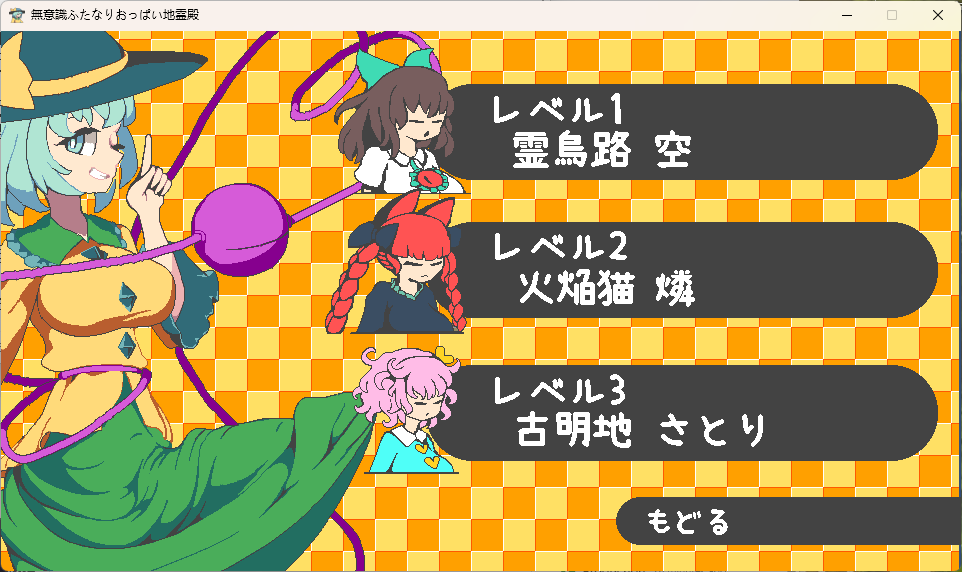 無意識ふたなりおっぱい地霊殿
レベル1
霊烏路 空
レベル2
火焔猫 燐
レベル3
古明地 さとり
もどる